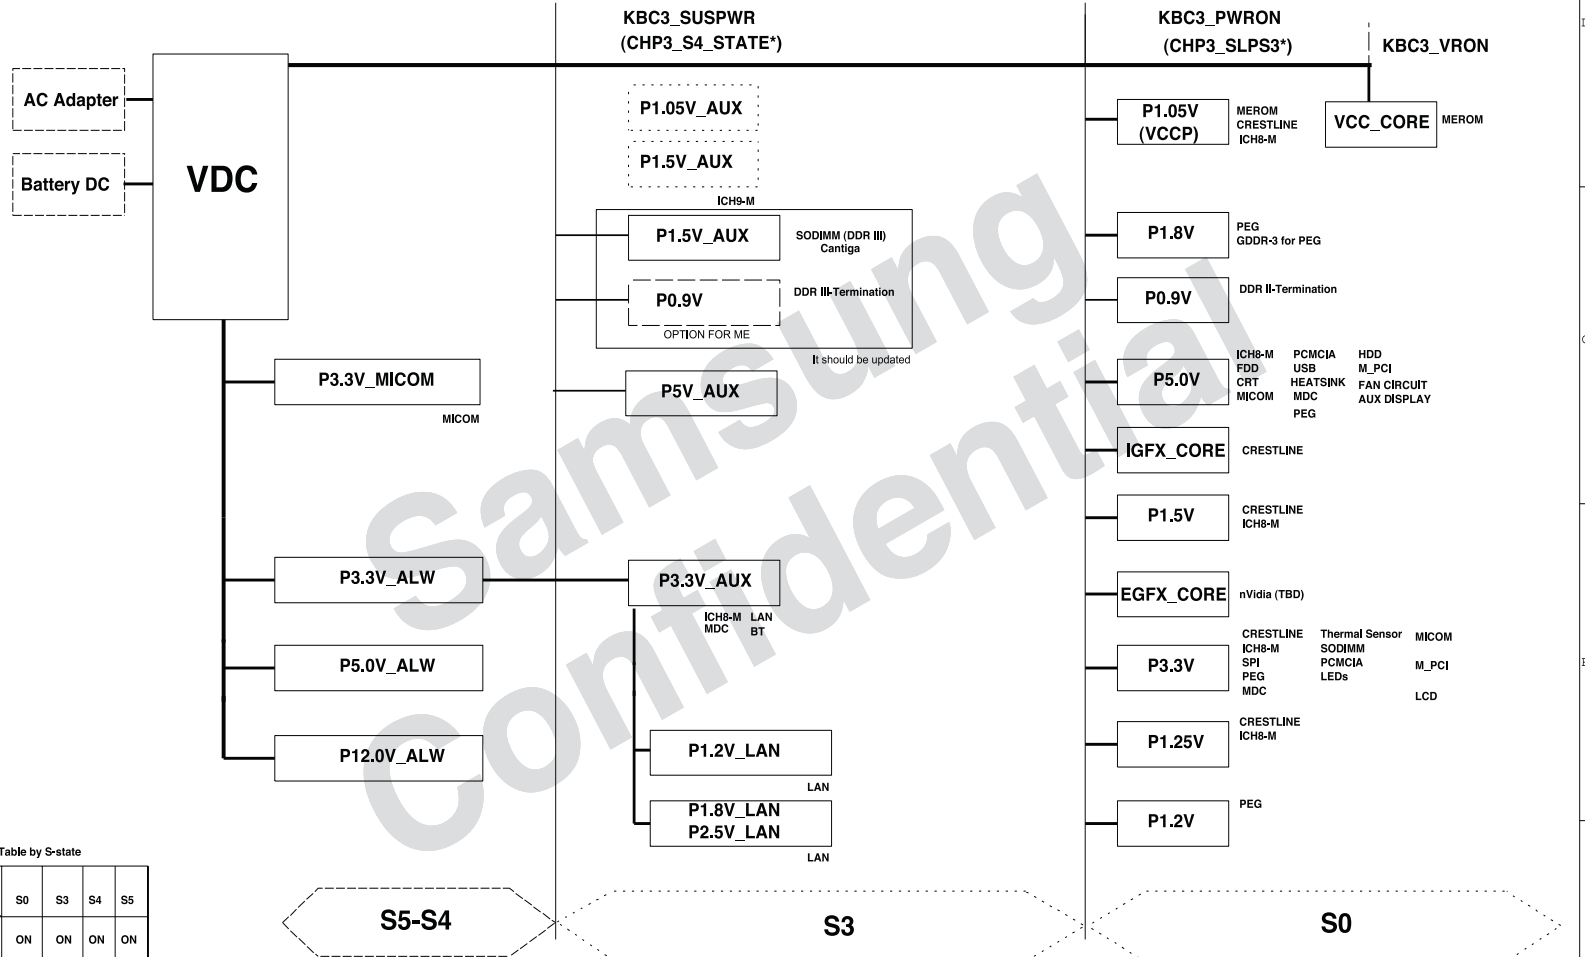 KBC3_SUSPWR
(CHP3_S4_STATE*)
KBC3_PWRON
(CHP3_SLPS3*)
KBC3_VRON
AC Adapter
Battery DC
VDC
P1.05V_AUX
P1.5V_AUX
ICH9-M
P1.5V_AUX
SODIMM (DDR III)
Cantiga
P0.9V
DDR III-Termination
OPTION FOR ME
It should be updated
P5V_AUX
P3.3V_MICOM
MICOM
P3.3V_ALW
P3.3V_AUX
ICH8-M LAN
MDC BT
P5.0V_ALW
P12.0V_ALW
P1.2V_LAN
LAN
P1.8V_LAN
P2.5V_LAN
LAN
P1.05V
(VCCP)
MEROM
CRESTLINE
ICH8-M
VCC_CORE
MEROM
P1.8V
PEG
GDDR-3 for PEG
P0.9V
DDR II-Termination
P5.0V
ICH8-M PCMCIA HDD
FDD USB M_PCI
CRT HEATSINK FAN CIRCUIT
MICOM MDC AUX DISPLAY
PEG
IGFX_CORE
CRESTLINE
P1.5V
CRESTLINE
ICH8-M
EGFX_CORE
nVidia (TBD)
P3.3V
CRESTLINE Thermal Sensor MICOM
ICH8-M SODIMM
SPI PCMCIA M_PCI
PEG LEDs
MDC LCD
P1.25V
CRESTLINE
ICH8-M
P1.2V
PEG
Samsung
Confidential
Table by S-state
S0 S3 S4 S5
ON ON ON ON
S5-S4
S3
S0